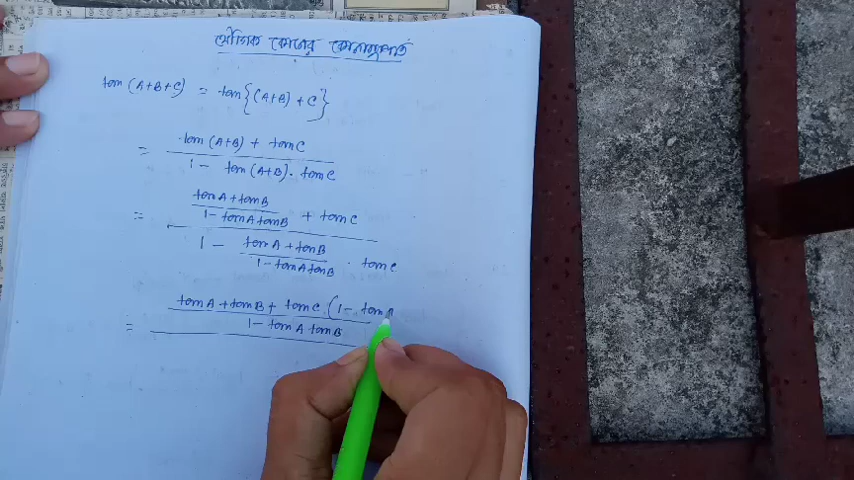 যৌগিক কোণের কোণানুপাত
tan (A+B+C) = tan{(A+B) + C}
= tan (A+B) + tanC
1 - tan (A+B) . tanC
= tanA + tanB
1 - tanA tanB + tanC
1 - tanA + tanB
1 - tanA tanB . tanC
= tanA + tanB + tanC (1 - tanA
1 - tanA tanB